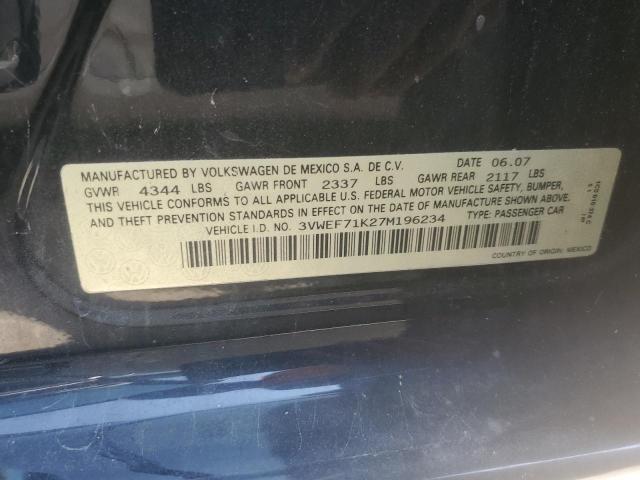 MANUFACTURED BY VOLKSWAGEN DE MEXICO S.A. DE C.V. DATE 06.07
GVWR 4344 LBS GAWR FRONT 2337 LBS GAWR REAR 2117 LBS
THIS VEHICLE CONFORMS TO ALL APPLICABLE U.S. FEDERAL MOTOR VEHICLE SAFETY, BUMPER,
AND THEFT PREVENTION STANDARDS IN EFFECT ON THE DATE OF MANUFACTURE SHOWN ABOVE.
VEHICLE I.D. NO. 3VWEF71K27M196234 TYPE: PASSENGER CAR
COUNTRY OF ORIGIN: MEXICO